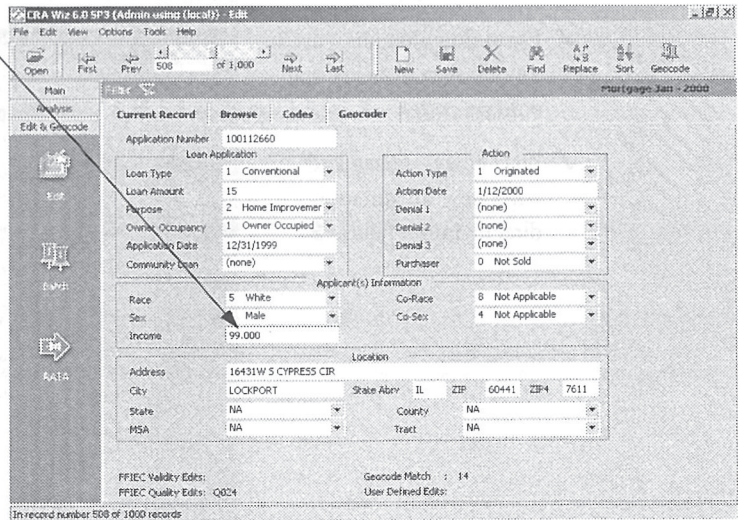 CRA Wiz 6.0 SP3 (Admin using (local)) - Edit
File Edit View Options Tools Help
Open First Prev 508 of 1,000 Next Last New Save Delete Find Replace Sort Geocode
Main
Analysis
Edit & Geocode
Edit
Batch
RATA
Mortgage Jan - 2000
Current Record Browse Codes Geocoder
Application Number 100112660
Loan Application
Loan Type 1 Conventional
Loan Amount 15
Purpose 2 Home Improvemer
Owner Occupancy 1 Owner Occupied
Application Date 12/31/1999
Community Loan (none)
Action
Action Type 1 Originated
Action Date 1/12/2000
Denial 1 (none)
Denial 2 (none)
Denial 3 (none)
Purchaser 0 Not Sold
Applicant(s) Information
Race 5 White Co-Race 8 Not Applicable
Sex Male Co-Sex 4 Not Applicable
Income 99.000
Location
Address 16431W S CYPRESS CIR
City LOCKPORT State Abrv IL ZIP 60441 ZIP4 7611
State NA County NA
MSA NA Tract NA
FFIEC Validity Edits: Geocode Match : 14
FFIEC Quality Edits: Q024 User Defined Edits:
In record number 508 of 1000 records